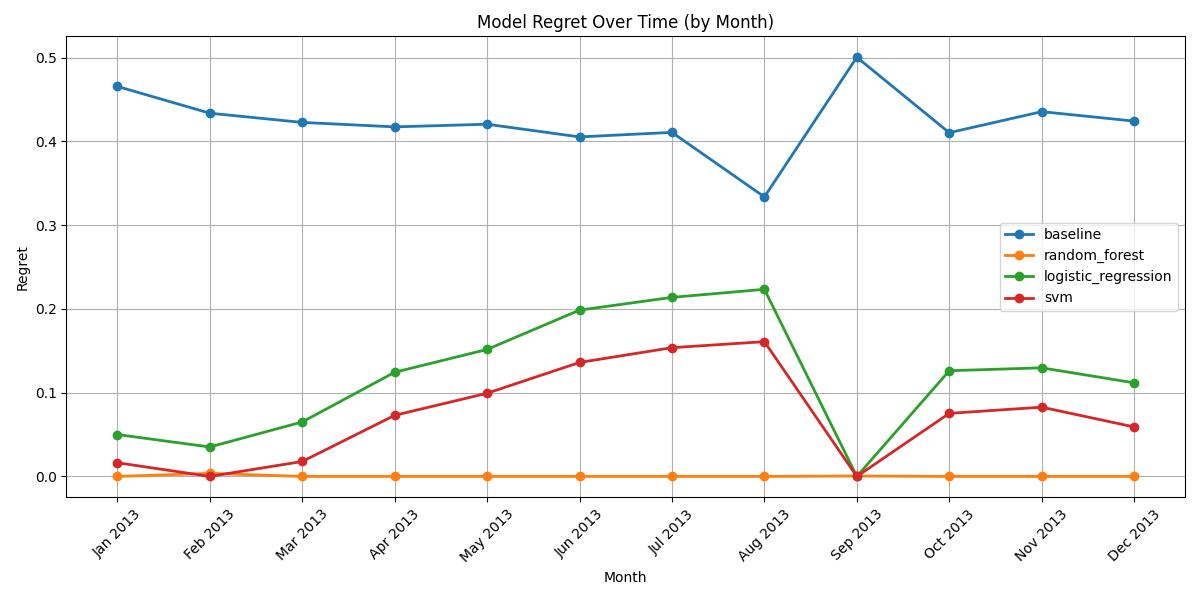 Model Regret Over Time (by Month)
Regret
0.5
0.4
0.3
0.2
0.1
0.0
baseline
random_forest
logistic_regression
svm
Jan 2013
Feb 2013
Mar 2013
Apr 2013
May 2013
Jun 2013
Jul 2013
Aug 2013
Sep 2013
Oct 2013
Nov 2013
Dec 2013
Month